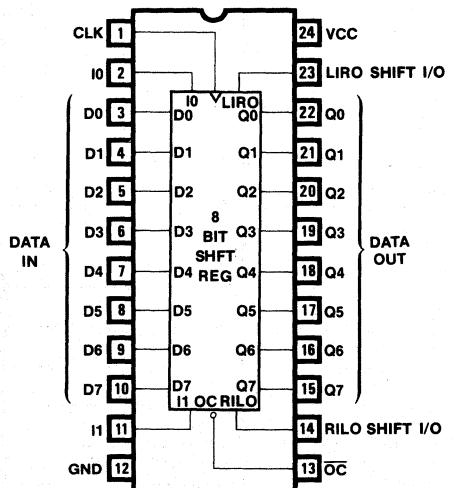 CLK 1 24 VCC
I0 2 23 LIRO SHIFT I/O
I0 LIRO
D0 3 D0 Q0 22 Q0
D1 4 D1 Q1 21 Q1
D2 5 D2 Q2 20 Q2
D3 6 D3 Q3 19 Q3
D4 7 D4 Q4 18 Q4
D5 8 D5 Q5 17 Q5
D6 9 D6 Q6 16 Q6
D7 10 D7 Q7 15 Q7
I1 OC RILO
I1 11 14 RILO SHIFT I/O
GND 12 13 OC
DATA
IN
8
BIT
SHFT
REG
DATA
OUT